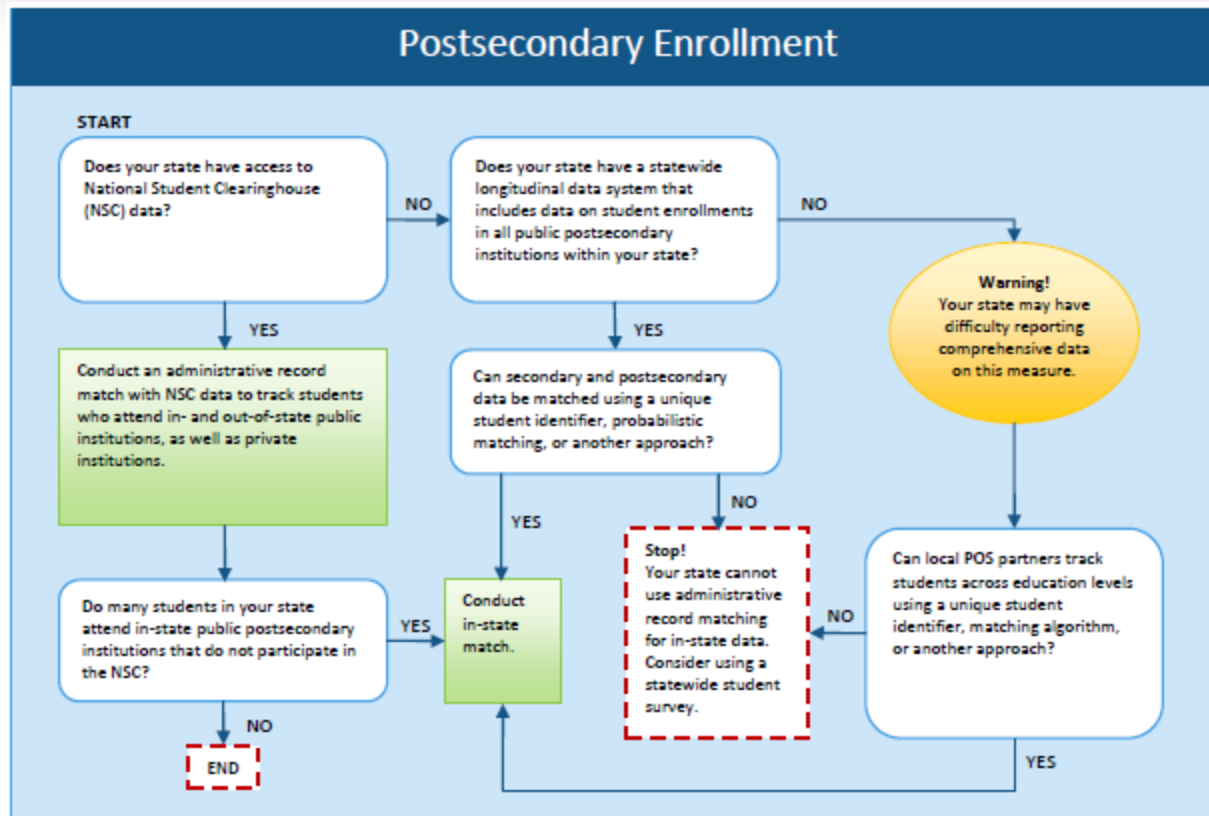 Postsecondary Enrollment
START
Does your state have access to
National Student Clearinghouse
(NSC) data?
NO
Does your state have a statewide
longitudinal data system that
includes data on student enrollments
in all public postsecondary
institutions within your state?
NO
Warning!
Your state may have
difficulty reporting
comprehensive data
on this measure.
YES
YES
Conduct an administrative record
match with NSC data to track students
who attend in- and out-of-state public
institutions, as well as private
institutions.
Can secondary and postsecondary
data be matched using a unique
student identifier, probabilistic
matching, or another approach?
YES
NO
Stop!
Your state cannot
use administrative
record matching
for in-state data.
Consider using a
statewide student
survey.
NO
Can local POS partners track
students across education levels
using a unique student
identifier, matching algorithm,
or another approach?
Do many students in your state
attend in-state public postsecondary
institutions that do not participate in
the NSC?
YES
Conduct
in-state
match.
NO
END
YES